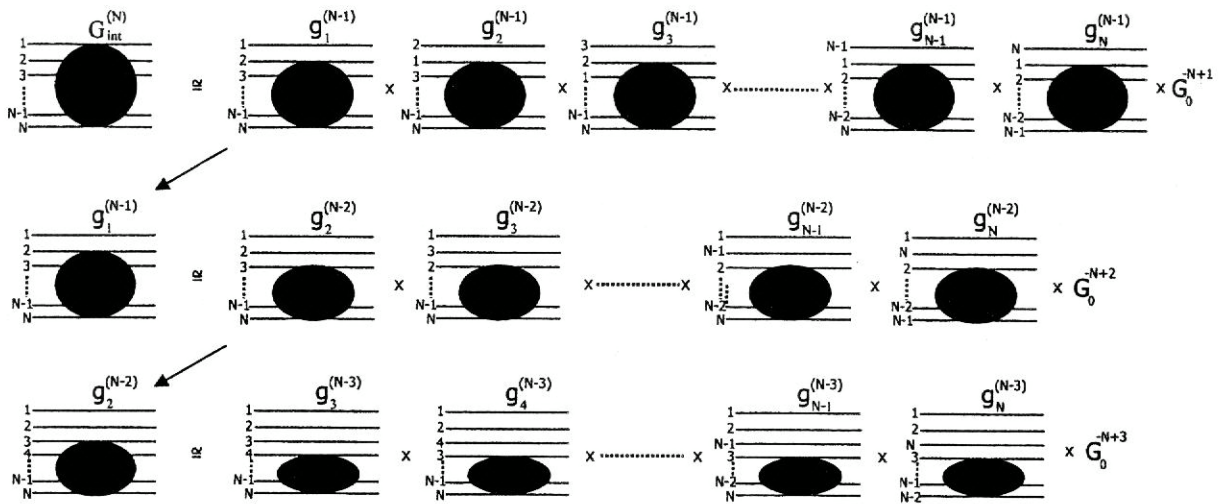 G_int^(N) g_1^(N-1) g_2^(N-1) g_3^(N-1) g_N-1^(N-1) g_N^(N-1)
1 1 2 3 N-1 N
2 2 1 2 1 1
3 3 3 1 2 2
≅ x x x x x x G_0^-N+1
N-1 N-1 N-1 N-1 N-2 N-2
N N N N N N-1
g_1^(N-1) g_2^(N-2) g_3^(N-2) g_N-1^(N-2) g_N^(N-2)
1 1 1 1 1
2 2 3 N-1 N
3 3 2 2 2
≅ x x x x x G_0^-N+2
N-1 N-1 N-1 N-2 N-2
N N N N N-1
g_2^(N-2) g_3^(N-3) g_4^(N-3) g_N-1^(N-3) g_N^(N-3)
1 1 1 1 1
2 2 2 2 2
3 3 4 N-1 N
4 4 3 3 3
≅ x x x x x G_0^-N+3
N-1 N-1 N-1 N-2 N-1
N N N N N-2